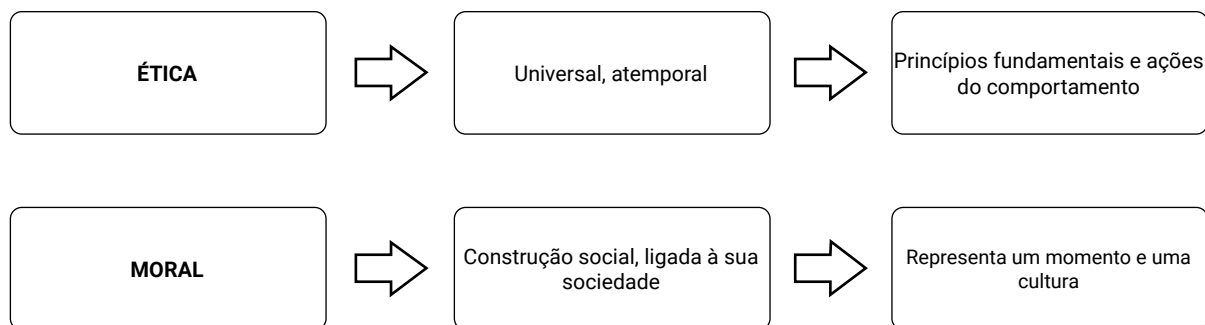 ÉTICA
Universal, atemporal
Princípios fundamentais e ações
do comportamento
MORAL
Construção social, ligada à sua
sociedade
Representa um momento e uma
cultura